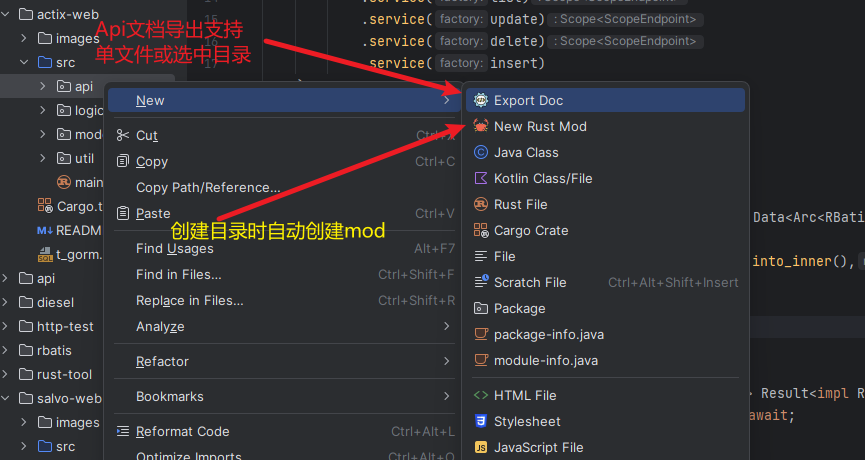 actix-web
images
src
api
logic
mod
util
main
Cargo.t
README
t_gorm.
api
diesel
http-test
rbatis
rust-tool
salvo-web
images
src
Api文档导出支持
单文件或选中目录
创建目录时自动创建mod
15
.service(factory:update) : Scope<ScopeEndpoint>
.service(factory:delete) : Scope<ScopeEndpoint>
.service(factory:insert)
New
Cut Ctrl+X
Copy Ctrl+C
Copy Path/Reference...
Paste Ctrl+V
Find Usages Alt+F7
Find in Files... Ctrl+Shift+F
Replace in Files... Ctrl+Shift+R
Analyze
Refactor
Bookmarks
Reformat Code Ctrl+Alt+L
Optimize Imports Ctrl+Alt+O
Export Doc
New Rust Mod
Java Class
Kotlin Class/File
Rust File
Cargo Crate
File
Scratch File Ctrl+Alt+Shift+Insert
Package
package-info.java
module-info.java
HTML File
Stylesheet
JavaScript File
Data<Arc<RBati
into_inner(),
> Result<impl R
await;